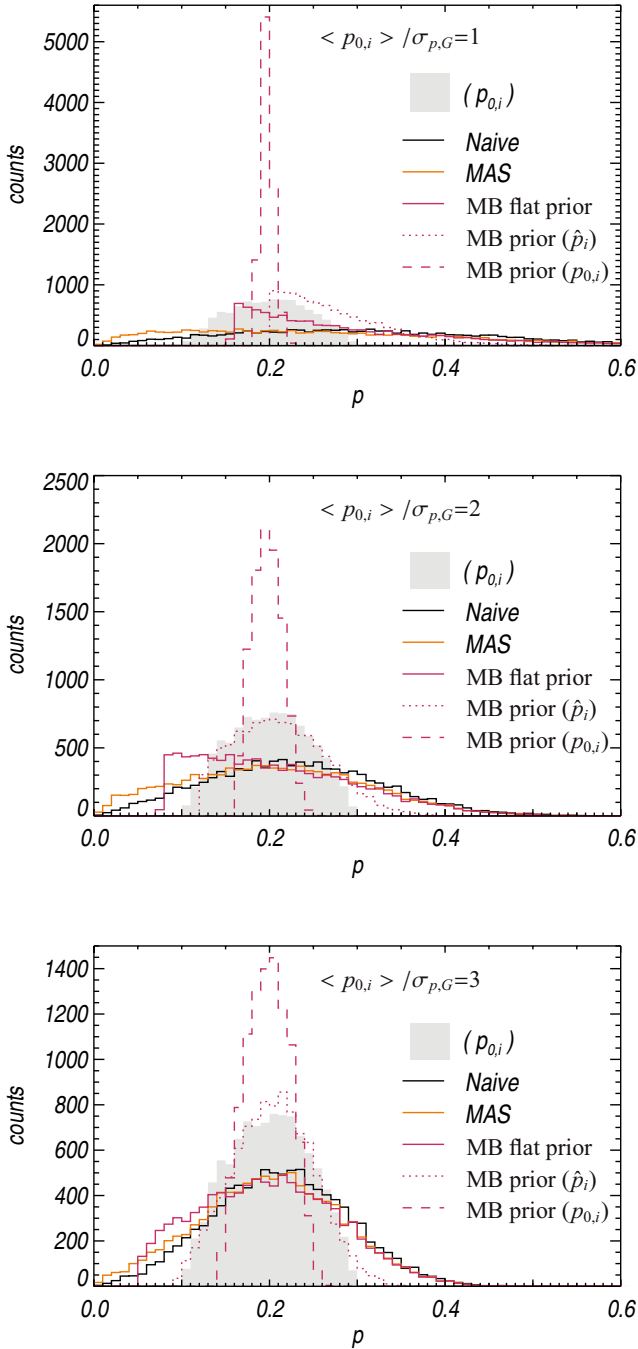 < p0,i > /σp,G=1
5000
4000
3000
2000
1000
0
counts
( p0,i )
Naive
MAS
MB flat prior
MB prior (p̂i)
MB prior (p0,i)
0.0 0.2 0.4 0.6
p
< p0,i > /σp,G=2
2500
2000
1500
1000
500
0
counts
( p0,i )
Naive
MAS
MB flat prior
MB prior (p̂i)
MB prior (p0,i)
0.0 0.2 0.4 0.6
p
< p0,i > /σp,G=3
1400
1200
1000
800
600
400
200
0
counts
( p0,i )
Naive
MAS
MB flat prior
MB prior (p̂i)
MB prior (p0,i)
0.0 0.2 0.4 0.6
p